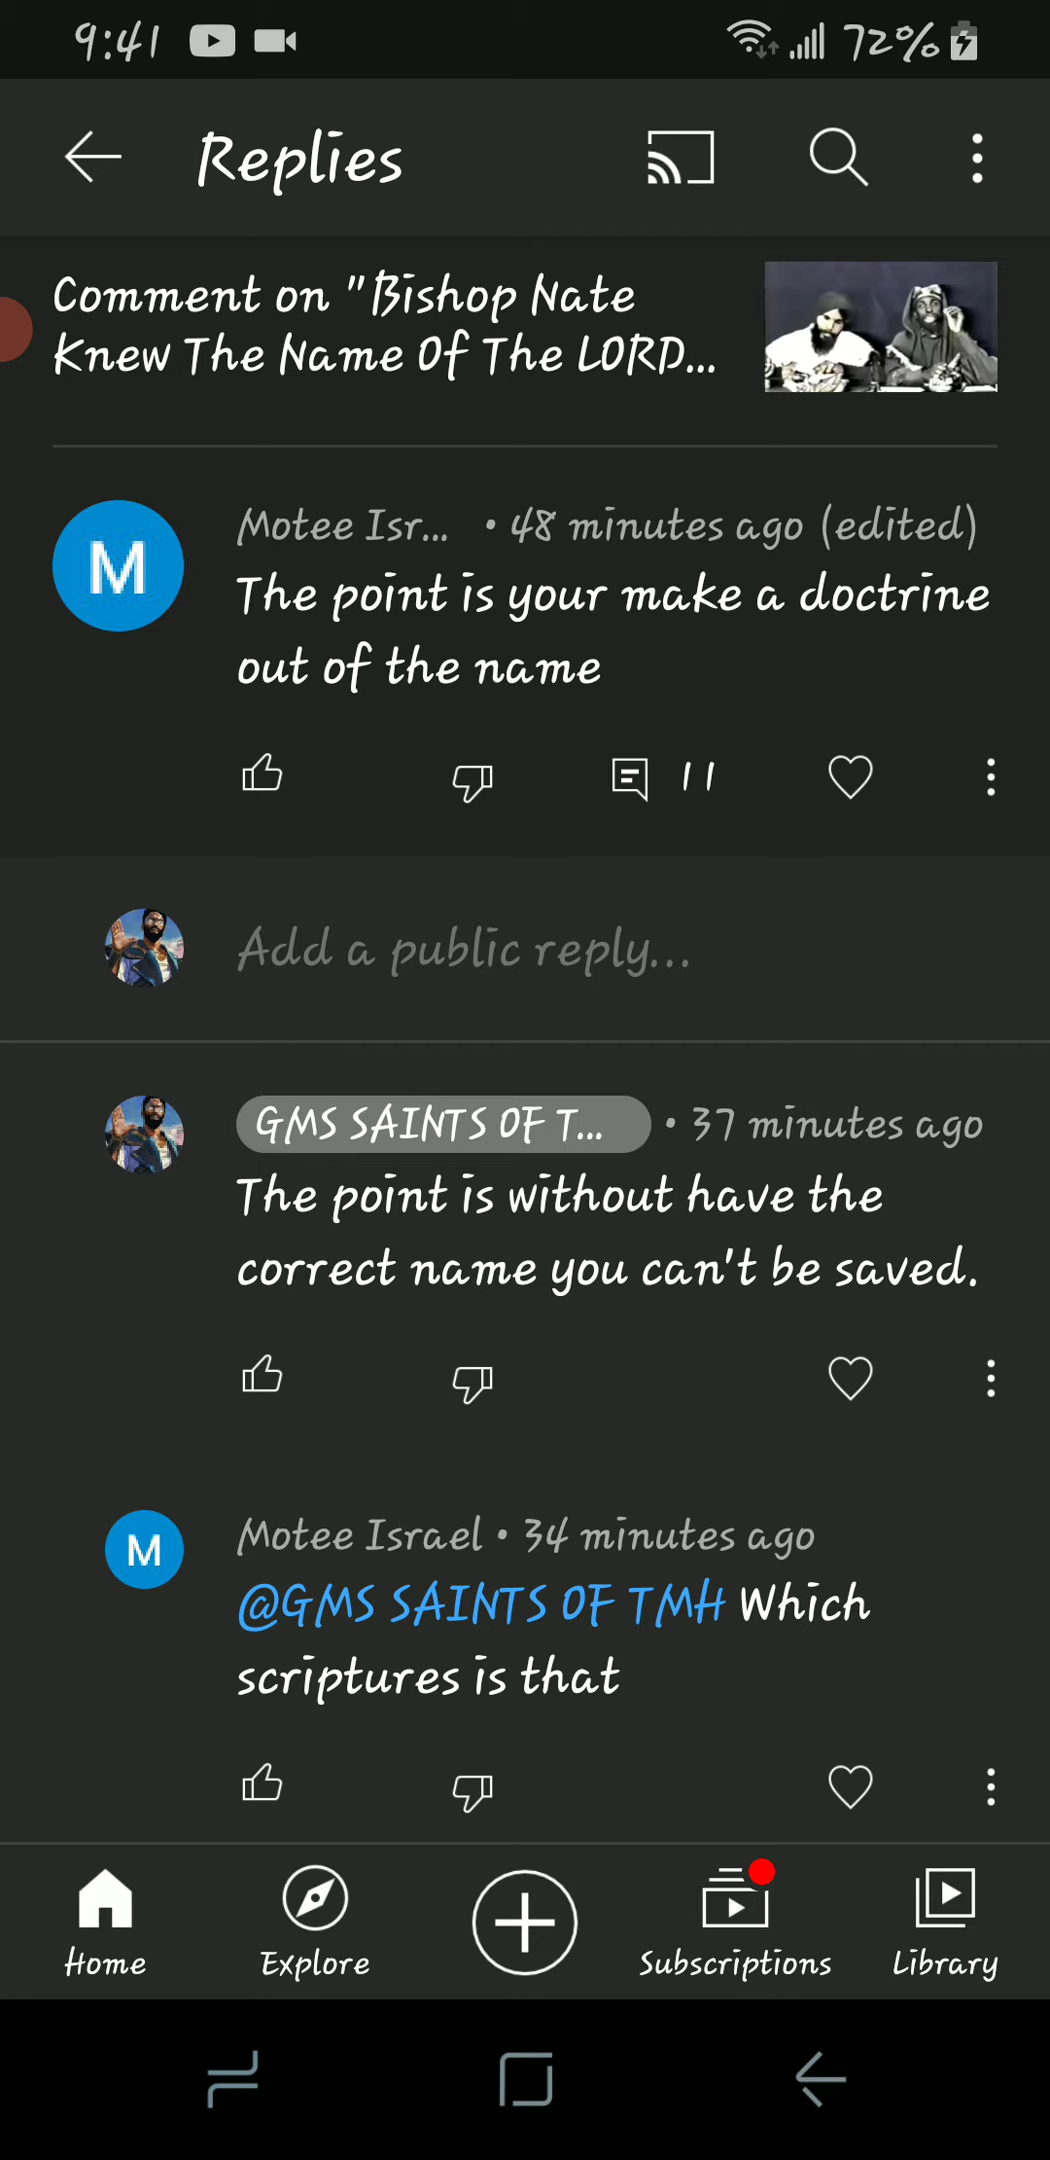 9:41 72%
Replies
Comment on "Bishop Nate
Knew The Name Of The LORD...
M
Motee Isr... • 48 minutes ago (edited)
The point is your make a doctrine
out of the name
11
Add a public reply...
GMS SAINTS OF T... • 37 minutes ago
The point is without have the
correct name you can't be saved.
M
Motee Israel • 34 minutes ago
@GMS SAINTS OF TMH Which
scriptures is that
Home Explore Subscriptions Library